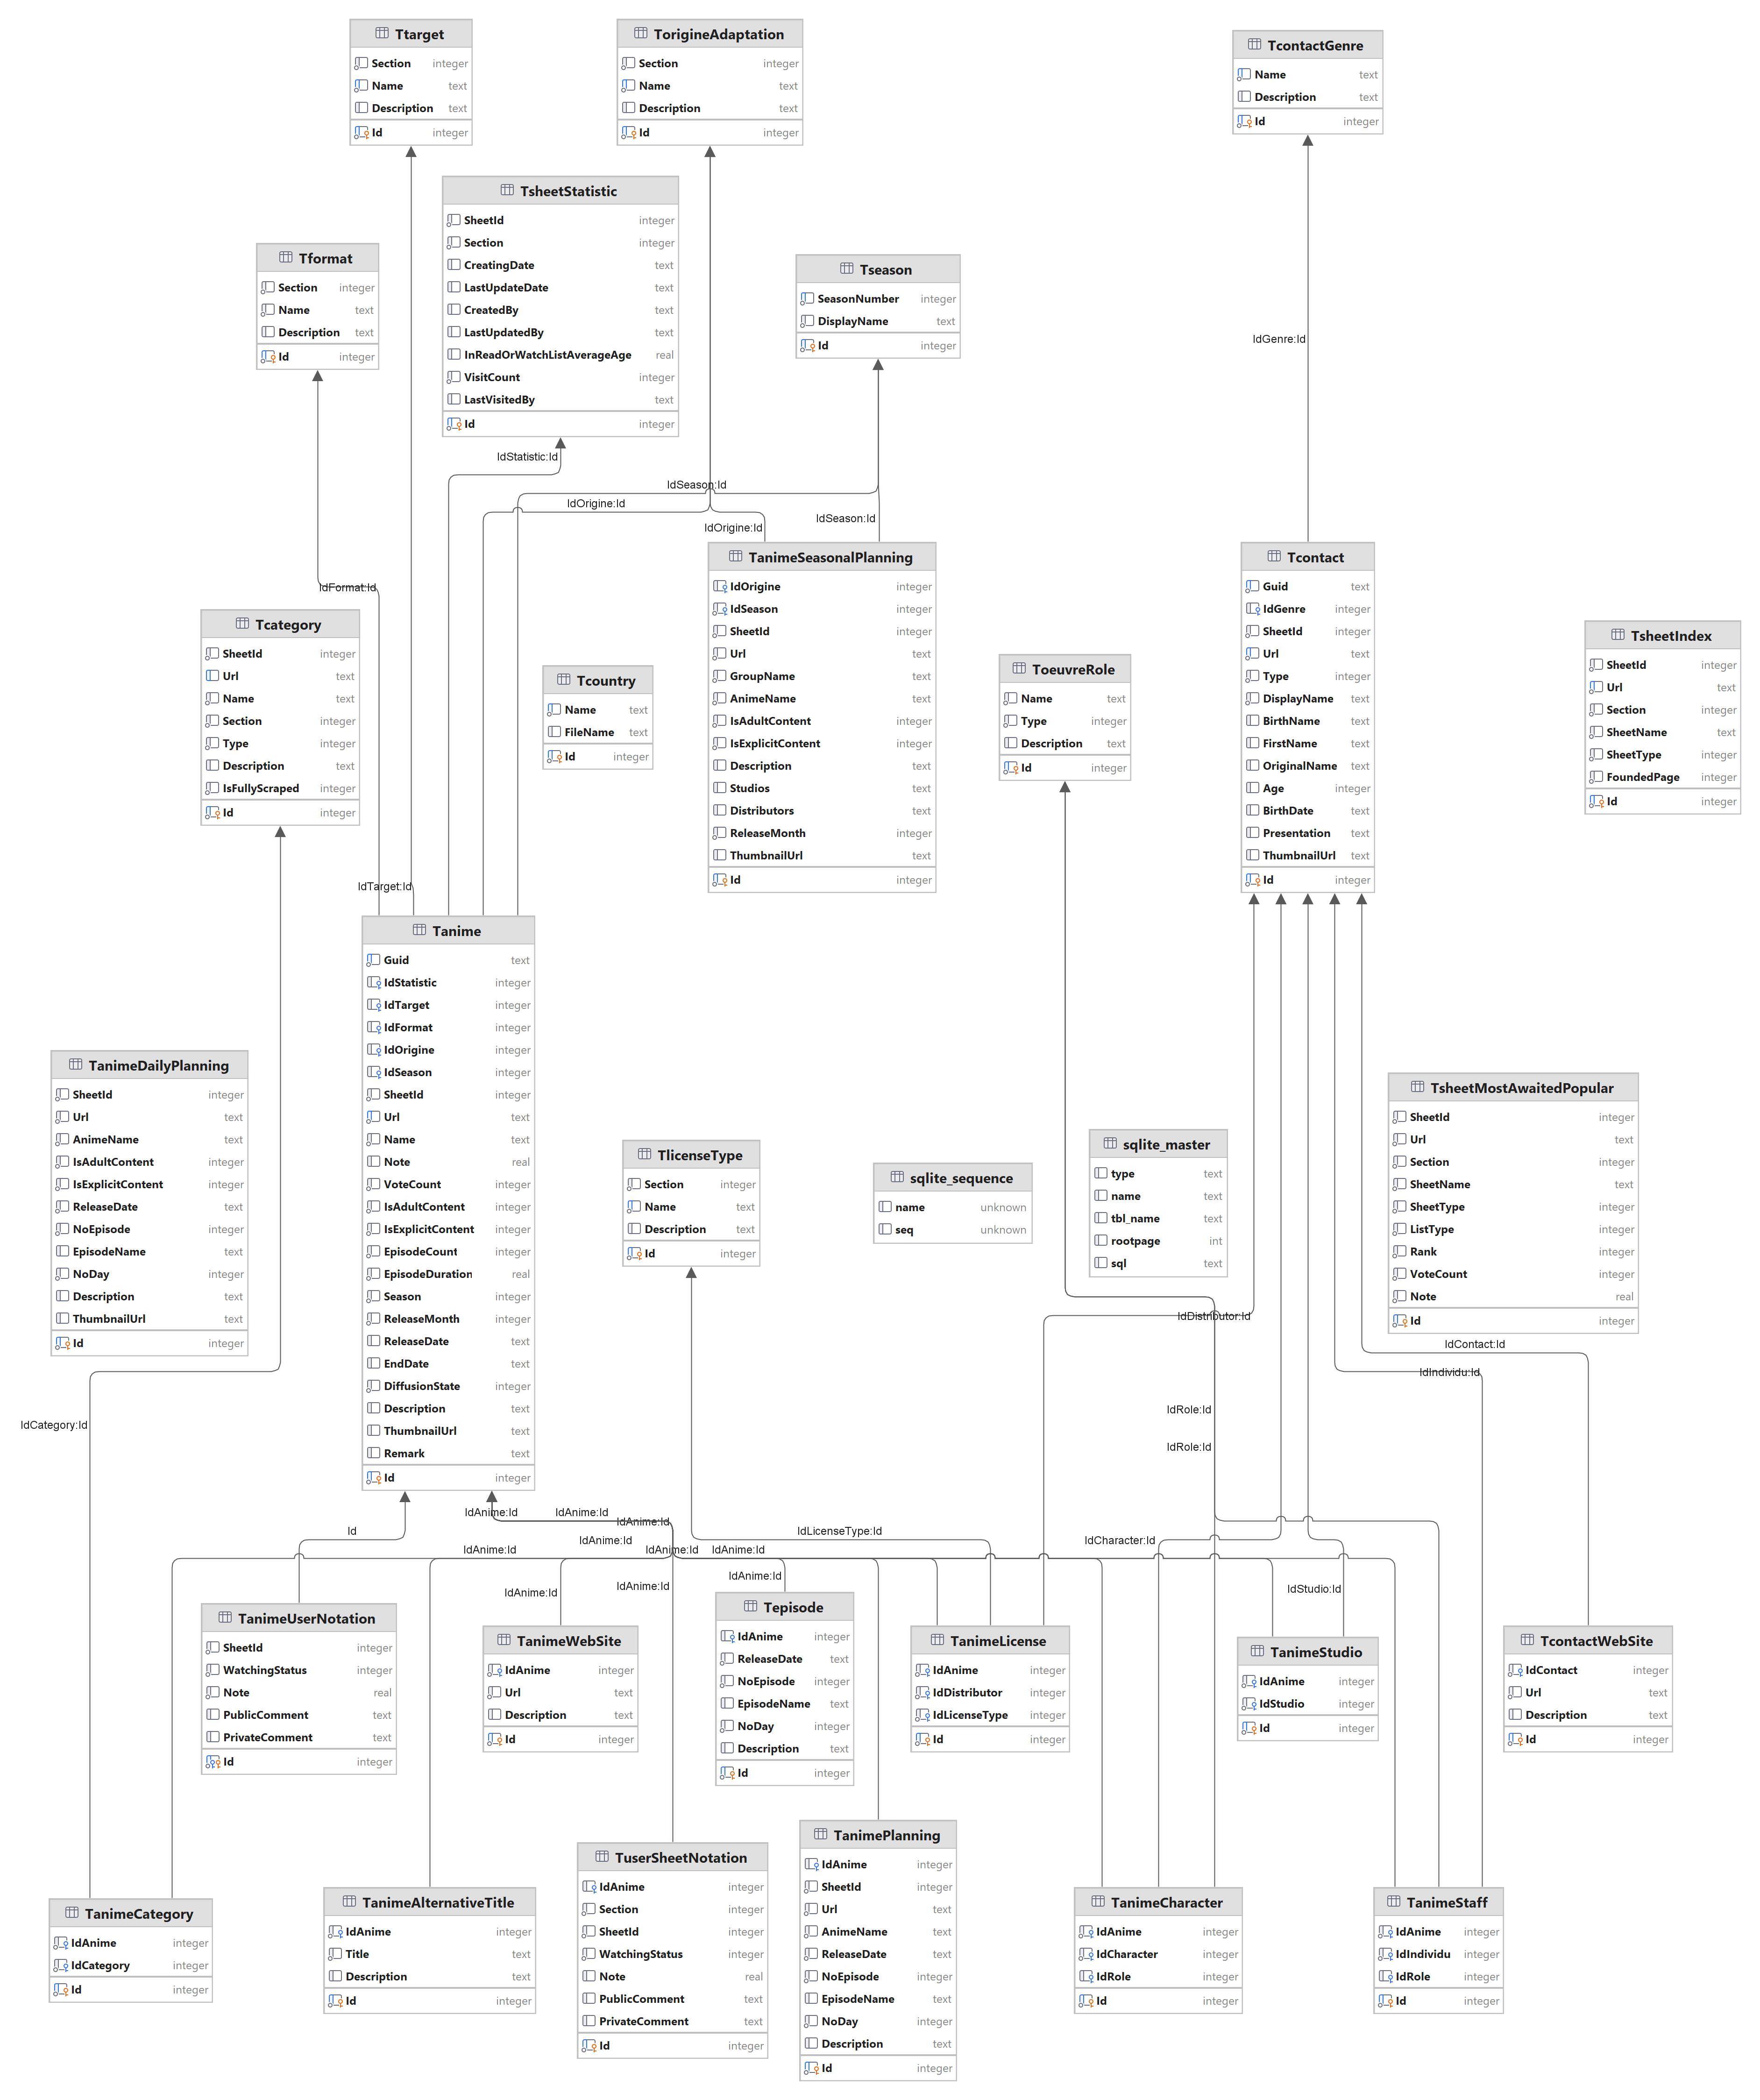 Ttarget
Section integer
Name text
Description text
Id integer
TorigineAdaptation
Section integer
Name text
Description text
Id integer
TcontactGenre
Name text
Description text
Id integer
TsheetStatistic
SheetId integer
Section integer
CreatingDate text
LastUpdateDate text
CreatedBy text
LastUpdatedBy text
InReadOrWatchListAverageAge real
VisitCount integer
LastVisitedBy text
Id integer
Tformat
Section integer
Name text
Description text
Id integer
Tseason
SeasonNumber integer
DisplayName text
Id integer
IdGenre:Id
IdStatistic:Id
IdSeason:Id
IdOrigine:Id
IdSeason:Id
IdOrigine:Id
IdFormat:Id
TanimeSeasonalPlanning
IdOrigine integer
IdSeason integer
SheetId integer
Url text
GroupName text
AnimeName text
IsAdultContent integer
IsExplicitContent integer
Description text
Studios text
Distributors text
ReleaseMonth integer
ThumbnailUrl text
Id integer
Tcontact
Guid text
IdGenre integer
SheetId integer
Url text
Type integer
DisplayName text
BirthName text
FirstName text
OriginalName text
Age integer
BirthDate text
Presentation text
ThumbnailUrl text
Id integer
Tcategory
SheetId integer
Url text
Name text
Section integer
Type integer
Description text
IsFullyScraped integer
Id integer
TsheetIndex
SheetId integer
Url text
Section integer
SheetName text
SheetType integer
FoundedPage integer
Id integer
Tcountry
Name text
FileName text
Id integer
ToeuvreRole
Name text
Type integer
Description text
Id integer
IdTarget:Id
Tanime
Guid text
IdStatistic integer
IdTarget integer
IdFormat integer
IdOrigine integer
IdSeason integer
SheetId integer
Url text
Name text
Note real
VoteCount integer
IsAdultContent integer
IsExplicitContent integer
EpisodeCount integer
EpisodeDuration real
Season integer
ReleaseMonth integer
ReleaseDate text
EndDate text
DiffusionState integer
Description text
ThumbnailUrl text
Remark text
Id integer
TanimeDailyPlanning
SheetId integer
Url text
AnimeName text
IsAdultContent integer
IsExplicitContent integer
ReleaseDate text
NoEpisode integer
EpisodeName text
NoDay integer
Description text
ThumbnailUrl text
Id integer
TsheetMostAwaitedPopular
SheetId integer
Url text
Section integer
SheetName text
SheetType integer
ListType integer
Rank integer
VoteCount integer
Note real
Id integer
TlicenseType
Section integer
Name text
Description text
Id integer
sqlite_sequence
name unknown
seq unknown
sqlite_master
type text
name text
tbl_name text
rootpage int
sql text
IdDistributor:Id
IdContact:Id
IdIndividu:Id
IdRole:Id
IdCategory:Id
IdRole:Id
IdAnime:Id
IdAnime:Id
IdAnime:Id
Id
IdLicenseType:Id
IdAnime:Id
IdCharacter:Id
IdAnime:Id
IdAnime:Id
IdAnime:Id
IdAnime:Id
IdAnime:Id
IdAnime:Id
IdStudio:Id
TanimeUserNotation
SheetId integer
WatchingStatus integer
Note real
PublicComment text
PrivateComment text
Id integer
TanimeWebSite
IdAnime integer
Url text
Description text
Id integer
Tepisode
IdAnime integer
ReleaseDate text
NoEpisode integer
EpisodeName text
NoDay integer
Description text
Id integer
TanimeLicense
IdAnime integer
IdDistributor integer
IdLicenseType integer
Id integer
TanimeStudio
IdAnime integer
IdStudio integer
Id integer
TcontactWebSite
IdContact integer
Url text
Description text
Id integer
TanimeCategory
IdAnime integer
IdCategory integer
Id integer
TanimeAlternativeTitle
IdAnime integer
Title text
Description text
Id integer
TuserSheetNotation
IdAnime integer
Section integer
SheetId integer
WatchingStatus integer
Note real
PublicComment text
PrivateComment text
Id integer
TanimePlanning
IdAnime integer
SheetId integer
Url text
AnimeName text
ReleaseDate text
NoEpisode integer
EpisodeName text
NoDay integer
Description text
Id integer
TanimeCharacter
IdAnime integer
IdCharacter integer
IdRole integer
Id integer
TanimeStaff
IdAnime integer
IdIndividu integer
IdRole integer
Id integer